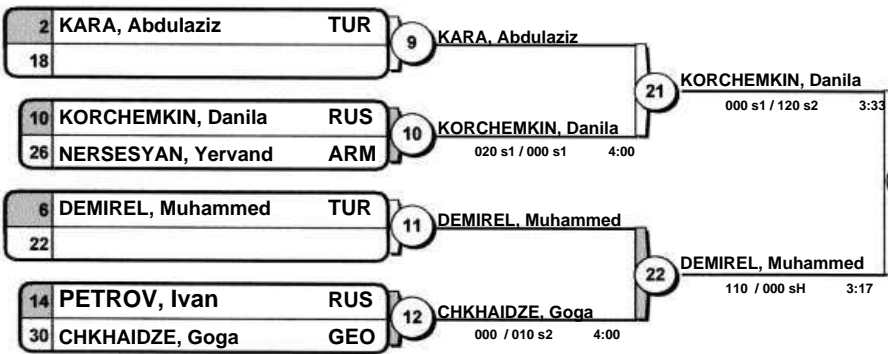 2 KARA, Abdulaziz TUR
18
9 KARA, Abdulaziz
10 KORCHEMKIN, Danila RUS
26 NERSESYAN, Yervand ARM
10 KORCHEMKIN, Danila
020 s1 / 000 s1 4:00
21 KORCHEMKIN, Danila
000 s1 / 120 s2 3:33
6 DEMIREL, Muhammed TUR
22
11 DEMIREL, Muhammed
14 PETROV, Ivan RUS
30 CHKHAIDZE, Goga GEO
12 CHKHAIDZE, Goga
000 / 010 s2 4:00
22 DEMIREL, Muhammed
110 / 000 sH 3:17